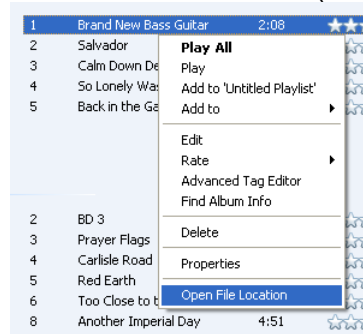 1 Brand New Bass Guitar 2:08
2 Salvador
3 Calm Down
4 So Lonely
5 Back in the
2 BD 3
3 Prayer Flags
4 Carlisle Road
5 Red Earth
6 Too Close to
8 Another Imperial Day 4:51
Play All
Play
Add to 'Untitled Playlist'
Add to
Edit
Rate
Advanced Tag Editor
Find Album Info
Delete
Properties
Open File Location